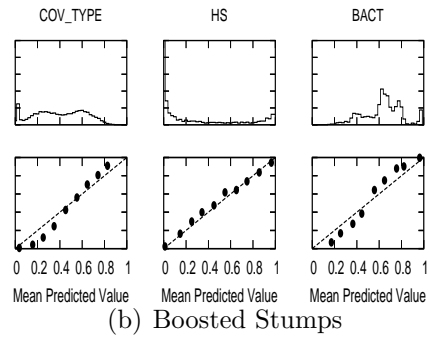 COV_TYPE HS BACT
0 0.2 0.4 0.6 0.8 1 0 0.2 0.4 0.6 0.8 1 0 0.2 0.4 0.6 0.8 1
Mean Predicted Value Mean Predicted Value Mean Predicted Value
(b) Boosted Stumps